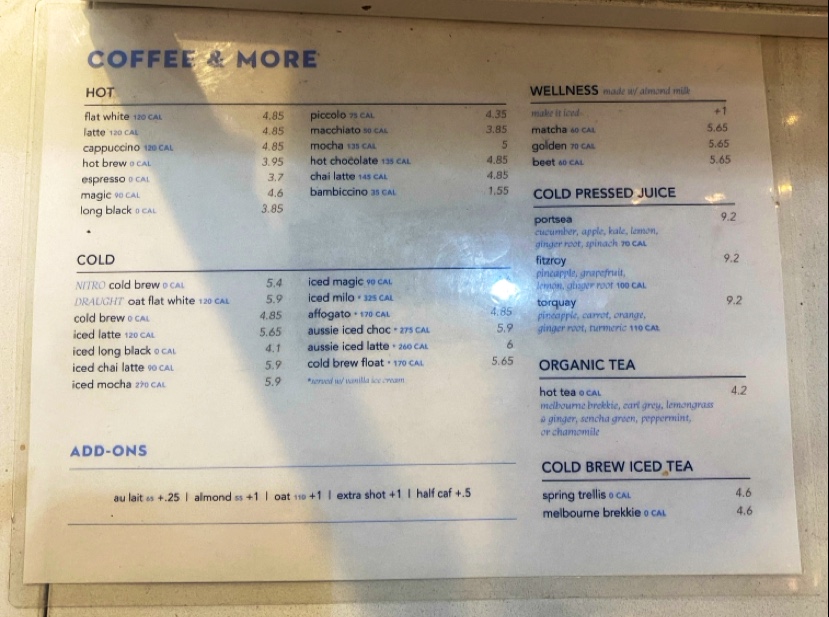 COFFEE & MORE
HOT
flat white 120 CAL 4.85
latte 120 CAL 4.85
cappuccino 120 CAL 4.85
hot brew 0 CAL 3.95
espresso 0 CAL 3.7
magic 90 CAL 4.6
long black 0 CAL 3.85
piccolo 75 CAL 4.35
macchiato 50 CAL 3.85
mocha 135 CAL 5
hot chocolate 135 CAL 4.85
chai latte 145 CAL 4.85
bambiccino 35 CAL 1.55
COLD
NITRO cold brew 0 CAL 5.4
DRAUGHT oat flat white 120 CAL 5.9
cold brew 0 CAL 4.85
iced latte 120 CAL 5.65
iced long black 0 CAL 4.1
iced chai latte 90 CAL 5.9
iced mocha 270 CAL 5.9
iced magic 90 CAL
iced milo * 325 CAL
affogato * 170 CAL 4.85
aussie iced choc * 275 CAL 5.9
aussie iced latte * 260 CAL 6
cold brew float * 170 CAL 5.65
*served w/ vanilla ice cream
ADD-ONS
au lait 55 +.25 | almond 55 +1 | oat 110 +1 | extra shot +1 | half caf +.5
WELLNESS made w/ almond milk
make it iced +1
matcha 60 CAL 5.65
golden 70 CAL 5.65
beet 60 CAL 5.65
COLD PRESSED JUICE
portsea 9.2
cucumber, apple, kale, lemon,
ginger root, spinach 70 CAL
fitzroy 9.2
pineapple, grapefruit,
lemon, ginger root 100 CAL
torquay 9.2
pineapple, carrot, orange,
ginger root, turmeric 110 CAL
ORGANIC TEA
hot tea 0 CAL 4.2
melbourne brekkie, earl grey, lemongrass
& ginger, sencha green, peppermint,
or chamomile
COLD BREW ICED TEA
spring trellis 0 CAL 4.6
melbourne brekkie 0 CAL 4.6